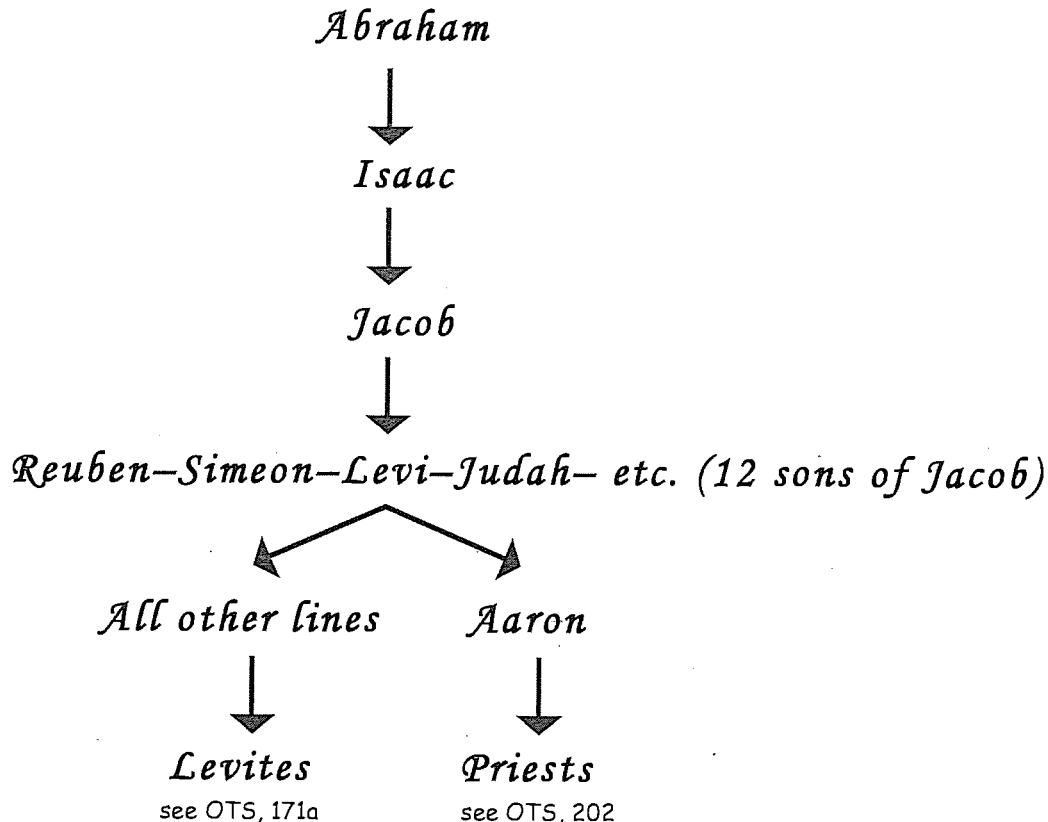 Abraham
Isaac
Jacob
Reuben–Simeon–Levi–Judah– etc. (12 sons of Jacob)
All other lines Aaron
Levites Priests
see OTS, 171a see OTS, 202